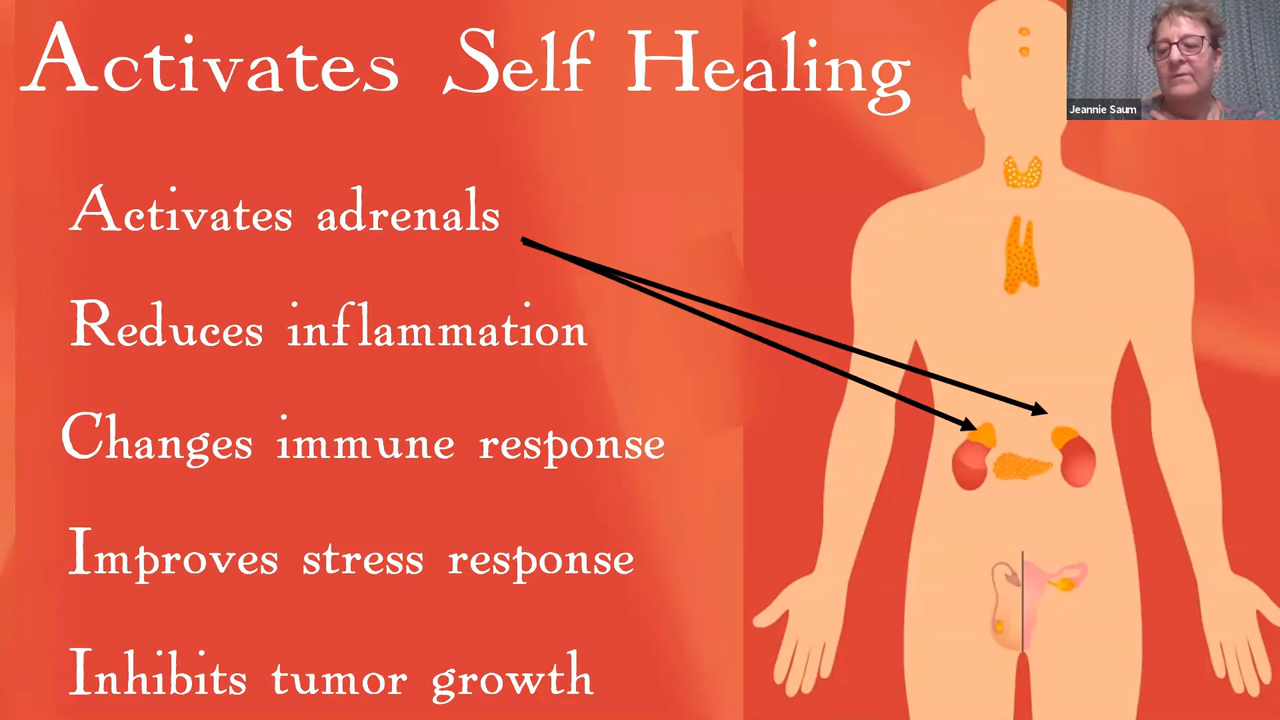 Activates Self Healing
Jeannie Saum
Activates adrenals
Reduces inflammation
Changes immune response
Improves stress response
Inhibits tumor growth